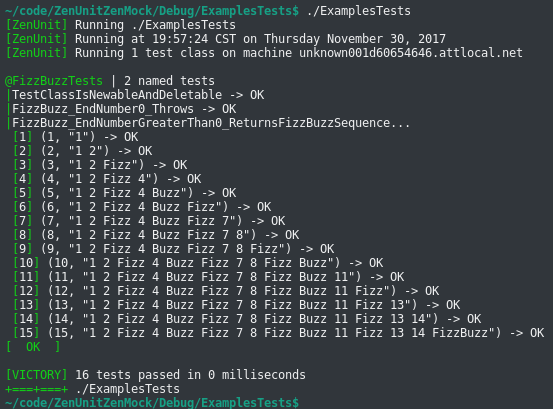 ~/code/ZenUnitZenMock/Debug/ExamplesTests$ ./ExamplesTests
[ZenUnit] Running ./ExamplesTests
[ZenUnit] Running at 19:57:24 CST on Thursday November 30, 2017
[ZenUnit] Running 1 test class on machine unknown001d60654646.attlocal.net

@FizzBuzzTests | 2 named tests
|TestClassIsNewableAndDeletable -> OK
|FizzBuzz_EndNumber0_Throws -> OK
|FizzBuzz_EndNumberGreaterThan0_ReturnsFizzBuzzSequence...
[1] (1, "1") -> OK
[2] (2, "1 2") -> OK
[3] (3, "1 2 Fizz") -> OK
[4] (4, "1 2 Fizz 4") -> OK
[5] (5, "1 2 Fizz 4 Buzz") -> OK
[6] (6, "1 2 Fizz 4 Buzz Fizz") -> OK
[7] (7, "1 2 Fizz 4 Buzz Fizz 7") -> OK
[8] (8, "1 2 Fizz 4 Buzz Fizz 7 8") -> OK
[9] (9, "1 2 Fizz 4 Buzz Fizz 7 8 Fizz") -> OK
[10] (10, "1 2 Fizz 4 Buzz Fizz 7 8 Fizz Buzz") -> OK
[11] (11, "1 2 Fizz 4 Buzz Fizz 7 8 Fizz Buzz 11") -> OK
[12] (12, "1 2 Fizz 4 Buzz Fizz 7 8 Fizz Buzz 11 Fizz") -> OK
[13] (13, "1 2 Fizz 4 Buzz Fizz 7 8 Fizz Buzz 11 Fizz 13") -> OK
[14] (14, "1 2 Fizz 4 Buzz Fizz 7 8 Fizz Buzz 11 Fizz 13 14") -> OK
[15] (15, "1 2 Fizz 4 Buzz Fizz 7 8 Fizz Buzz 11 Fizz 13 14 FizzBuzz") -> OK
[  OK  ]

[VICTORY] 16 tests passed in 0 milliseconds
+===+===+ ./ExamplesTests
~/code/ZenUnitZenMock/Debug/ExamplesTests$